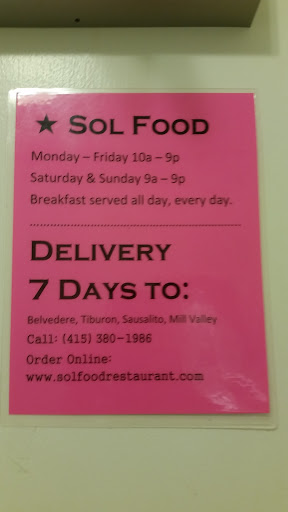 ★ SOL FOOD
Monday – Friday 10a – 9p
Saturday & Sunday 9a – 9p
Breakfast served all day, every day.
DELIVERY
7 DAYS TO:
Belvedere, Tiburon, Sausalito, Mill Valley
Call: (415) 380-1986
Order Online:
www.solfoodrestaurant.com